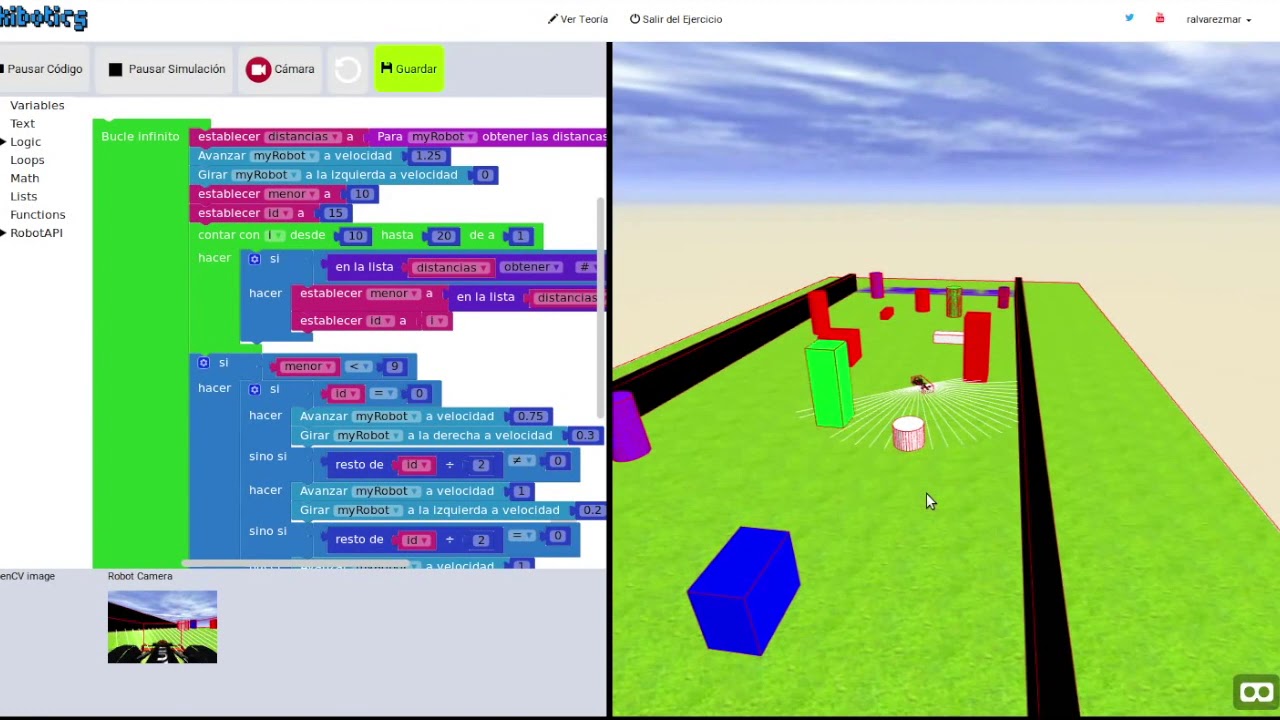 kibotics
Ver Teoría
Salir del Ejercicio
ralvarezmar
Pausar Código
Pausar Simulación
Cámara
Guardar
Variables
Text
Logic
Loops
Math
Lists
Functions
RobotAPI
Bucle infinito
establecer distancias a Para myRobot obtener las distancas
Avanzar myRobot a velocidad 1.25
Girar myRobot a la izquierda a velocidad 0
establecer menor a 10
establecer id a 15
contar con i desde 10 hasta 20 de a 1
hacer si
en la lista distancias obtener #
hacer establecer menor a en la lista distancias
establecer id a i
si menor < 9
hacer si id = 0
hacer Avanzar myRobot a velocidad 0.75
Girar myRobot a la derecha a velocidad 0.3
sino si resto de id ÷ 2 ≠ 0
hacer Avanzar myRobot a velocidad 1
Girar myRobot a la izquierda a velocidad 0.2
sino si resto de id ÷ 2 = 0
hacer Avanzar myRobot a velocidad 1
enCV image
Robot Camera